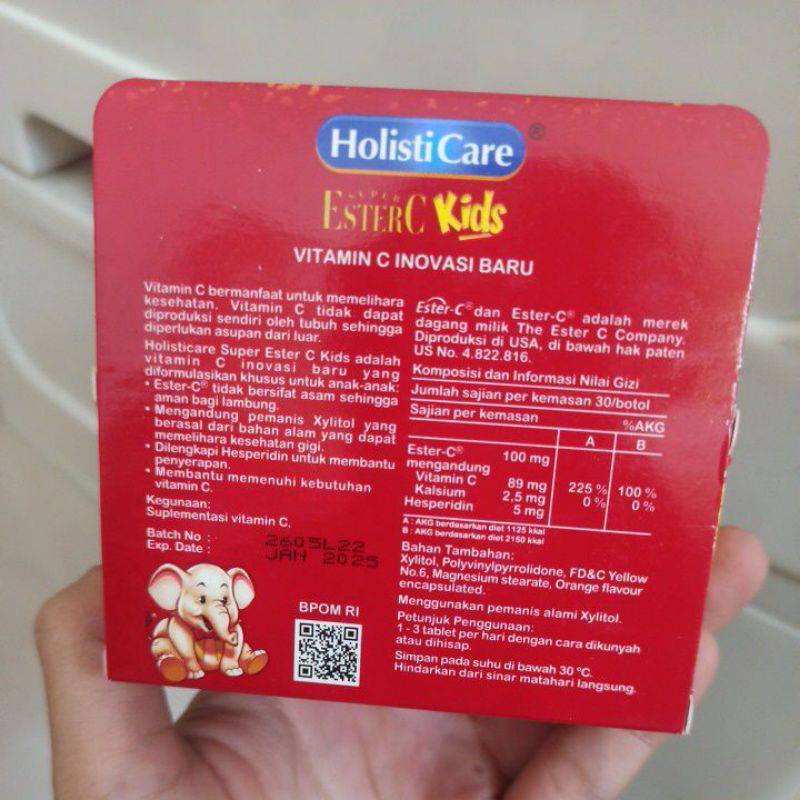 HolistiCare®
SUPER
ESTERC Kids
VITAMIN C INOVASI BARU
Vitamin C bermanfaat untuk memelihara
kesehatan. Vitamin C tidak dapat
diproduksi sendiri oleh tubuh sehingga
diperlukan asupan dari luar.
Holisticare Super Ester C Kids adalah
vitamin C inovasi baru yang
diformulasikan khusus untuk anak-anak:
• Ester-C® tidak bersifat asam sehingga
aman bagi lambung.
• Mengandung pemanis Xylitol yang
berasal dari bahan alam yang dapat
memelihara kesehatan gigi.
• Dilengkapi Hesperidin untuk membantu
penyerapan.
• Membantu memenuhi kebutuhan
vitamin C.
Kegunaan:
Suplementasi vitamin C.
Batch No : 2605L22
Exp. Date : JAN 2025
BPOM RI
Ester-C® dan Ester-C® adalah merek
dagang milik The Ester C Company.
Diproduksi di USA, di bawah hak paten
US No. 4.822.816.
Komposisi dan Informasi Nilai Gizi
Jumlah sajian per kemasan 30/botol
Sajian per kemasan %AKG
A B
Ester-C® 100 mg
mengandung
Vitamin C 89 mg 225 % 100 %
Kalsium 2,5 mg 0 % 0 %
Hesperidin 5 mg
A : AKG berdasarkan diet 1125 kkal
B : AKG berdasarkan diet 2150 kkal
Bahan Tambahan:
Xylitol, Polyvinylpyrrolidone, FD&C Yellow
No.6, Magnesium stearate, Orange flavour
encapsulated.
Menggunakan pemanis alami Xylitol.
Petunjuk Penggunaan:
1 - 3 tablet per hari dengan cara dikunyah
atau dihisap.
Simpan pada suhu di bawah 30 °C.
Hindarkan dari sinar matahari langsung.